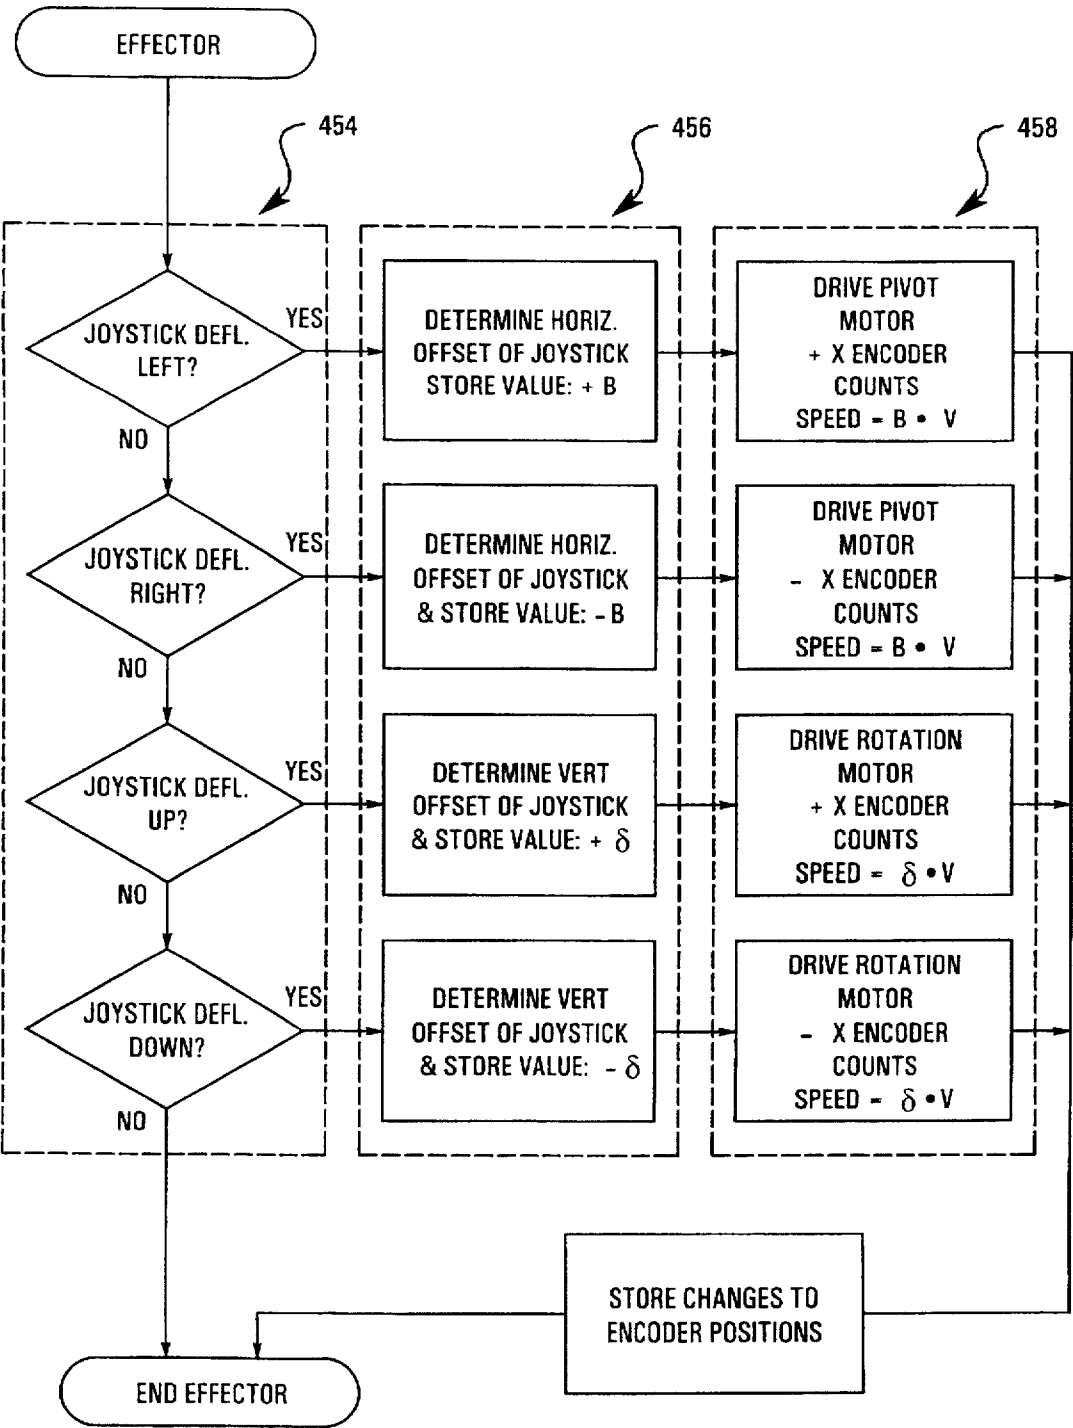 EFFECTOR
454
456
458
JOYSTICK DEFL.
LEFT?
YES
NO
DETERMINE HORIZ.
OFFSET OF JOYSTICK
STORE VALUE: + B
DRIVE PIVOT
MOTOR
+ X ENCODER
COUNTS
SPEED = B • V
JOYSTICK DEFL.
RIGHT?
YES
NO
DETERMINE HORIZ.
OFFSET OF JOYSTICK
& STORE VALUE: - B
DRIVE PIVOT
MOTOR
- X ENCODER
COUNTS
SPEED = B • V
JOYSTICK DEFL.
UP?
YES
NO
DETERMINE VERT
OFFSET OF JOYSTICK
& STORE VALUE: + δ
DRIVE ROTATION
MOTOR
+ X ENCODER
COUNTS
SPEED = δ • V
JOYSTICK DEFL.
DOWN?
YES
NO
DETERMINE VERT
OFFSET OF JOYSTICK
& STORE VALUE: - δ
DRIVE ROTATION
MOTOR
- X ENCODER
COUNTS
SPEED = δ • V
STORE CHANGES TO
ENCODER POSITIONS
END EFFECTOR